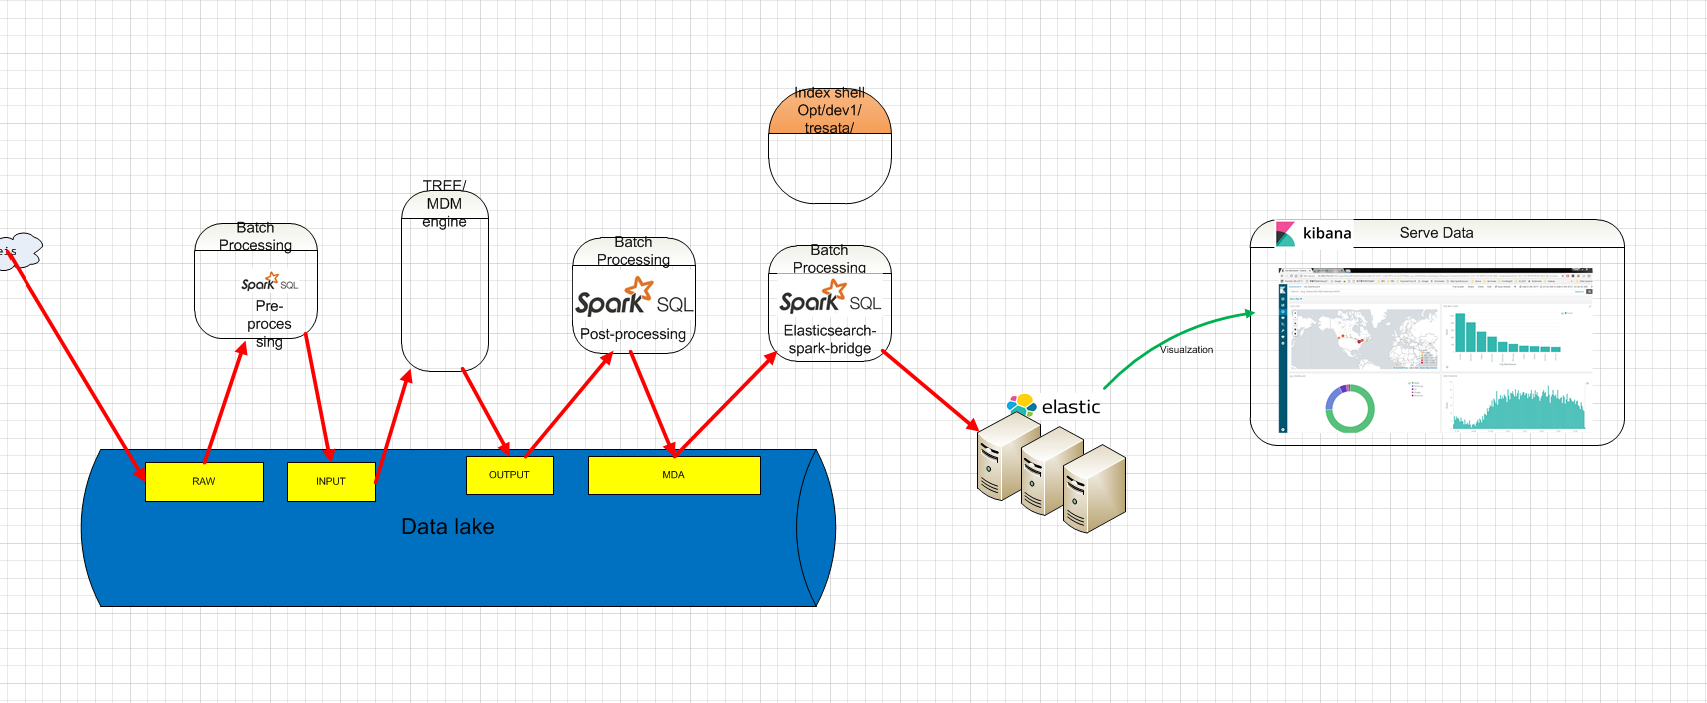 Index shell
Opt/dev1/
tresata/
TREE/
MDM
engine
eis
Batch
Processing
Spark SQL
Pre-
proces
sing
Batch
Processing
Spark SQL
Post-processing
Batch
Processing
Spark SQL
Elasticsearch-
spark-bridge
kibana
Serve Data
Visualzation
elastic
RAW
INPUT
OUTPUT
MDA
Data lake